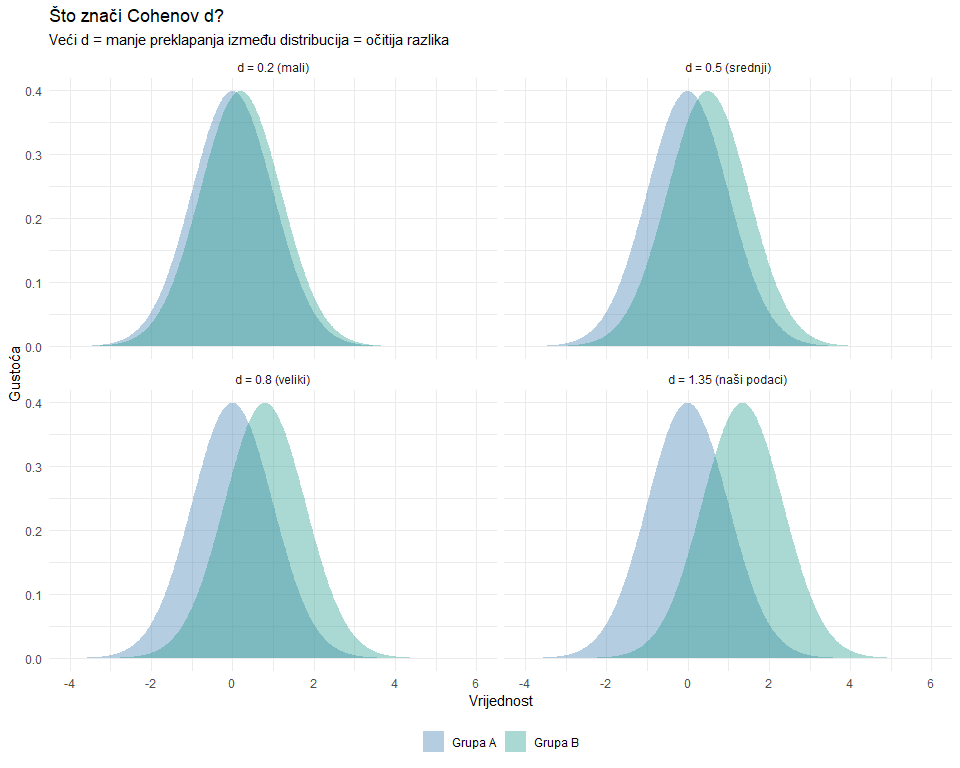 Što znači Cohenov d?
Veći d = manje preklapanja između distribucija = očitija razlika
d = 0.2 (mali)
d = 0.5 (srednji)
0.4
0.3
0.2
0.1
0.0
Gustoća
d = 0.8 (veliki)
d = 1.35 (naši podaci)
0.4
0.3
0.2
0.1
0.0
-4 -2 0 2 4 6
-4 -2 0 2 4 6
Vrijednost
Grupa A
Grupa B